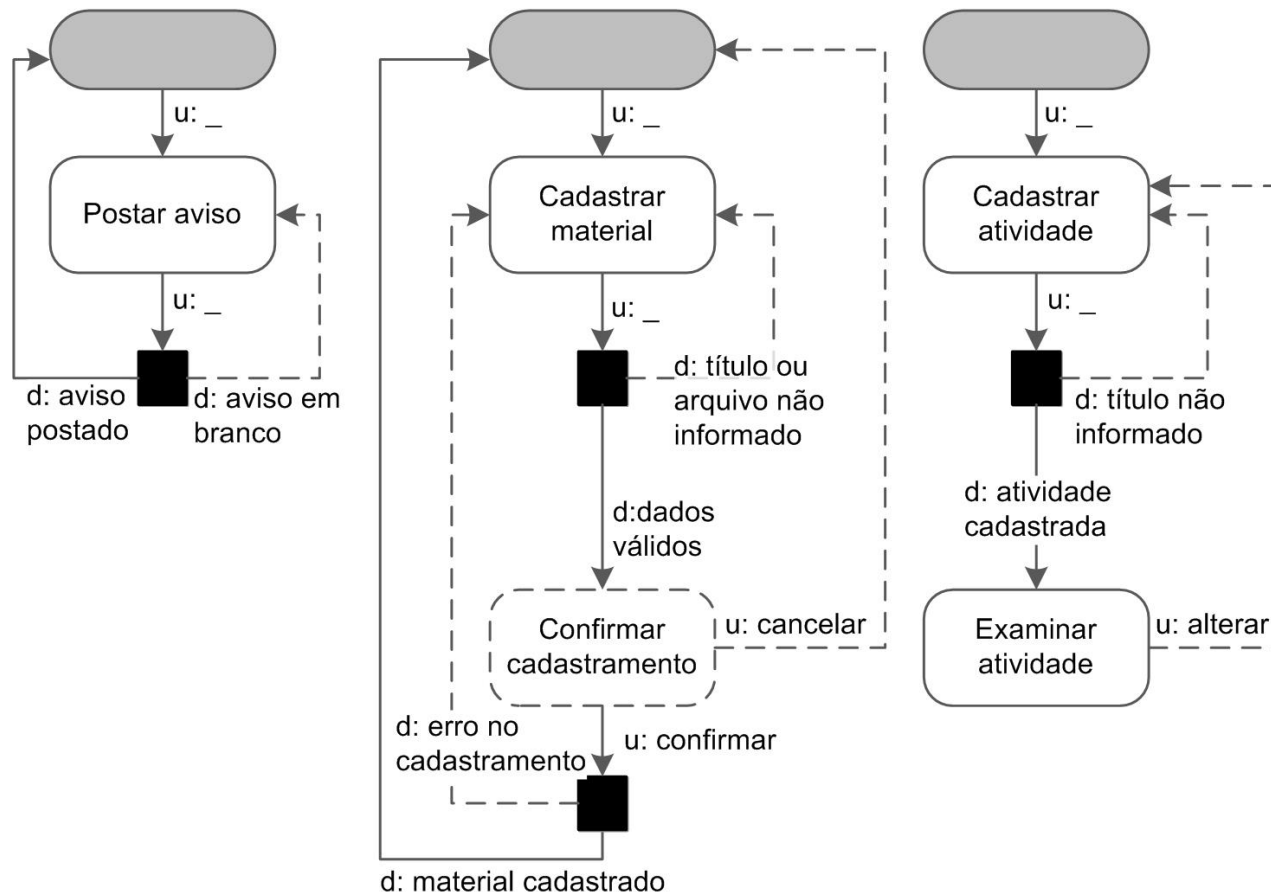 u: _
Postar aviso
u: _
d: aviso
postado
d: aviso em
branco
u: _
Cadastrar
material
u: _
d: título ou
arquivo não
informado
d:dados
válidos
Confirmar
cadastramento
u: cancelar
d: erro no
cadastramento
u: confirmar
d: material cadastrado
u: _
Cadastrar
atividade
u: _
d: título não
informado
d: atividade
cadastrada
Examinar
atividade
u: alterar